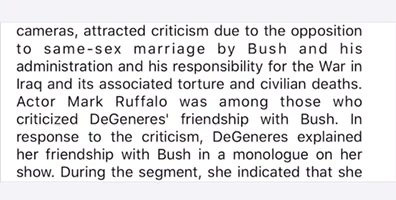 cameras, attracted criticism due to the opposition
to same-sex marriage by Bush and his
administration and his responsibility for the War in
Iraq and its associated torture and civilian deaths.
Actor Mark Ruffalo was among those who
criticized DeGeneres' friendship with Bush. In
response to the criticism, DeGeneres explained
her friendship with Bush in a monologue on her
show. During the segment, she indicated that she